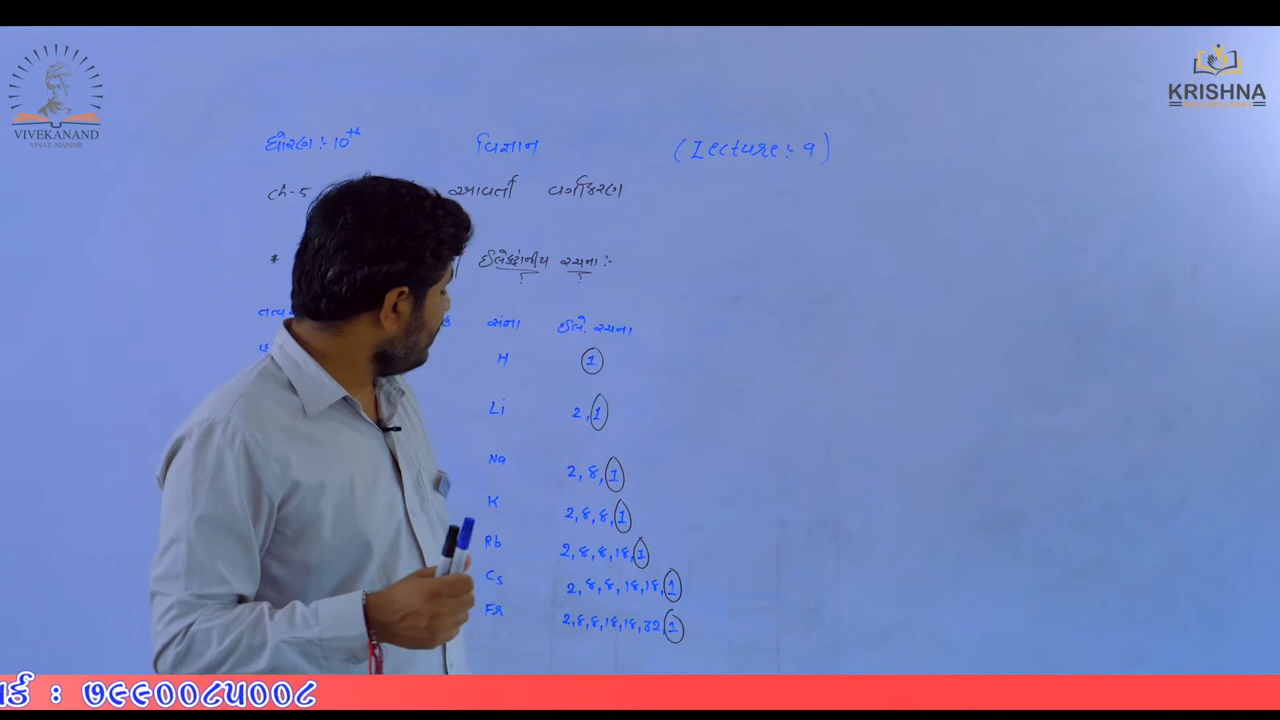 VIVEKANAND
VINAY MANDIR
KRISHNA
ધોરણ :- 10th વિજ્ઞાન (Lecture :- 9)
ch-5 આવર્તી વર્ગીકરણ
* ઈલેક્ટ્રોનીય રચના :-
સંજ્ઞા ઈલે. રચના
H 1
Li 2, 1
Na 2, 8, 1
K 2, 8, 8, 1
Rb 2, 8, 8, 18, 1
Cs 2, 8, 8, 18, 18, 1
Fr 2, 8, 8, 18, 18, 32, 1
ર્ક : ૭૯૯૦૦૮૫૦૦૮